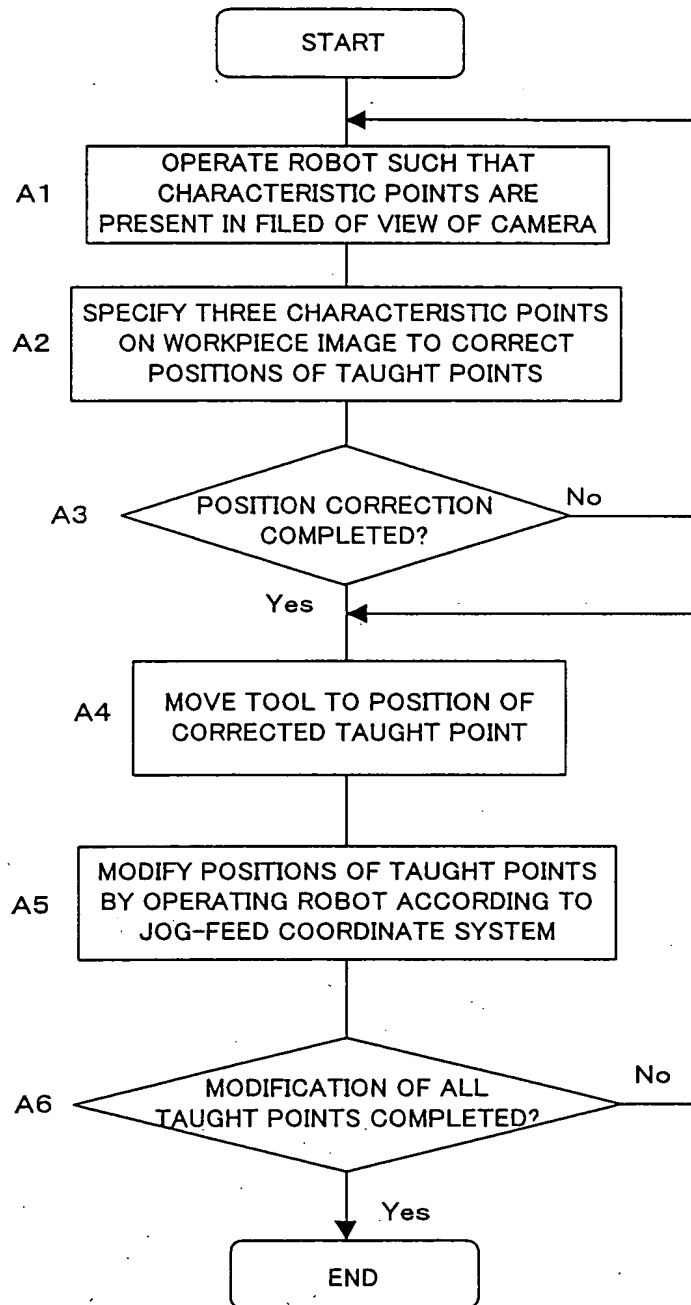 START
A1
OPERATE ROBOT SUCH THAT
CHARACTERISTIC POINTS ARE
PRESENT IN FILED OF VIEW OF CAMERA
A2
SPECIFY THREE CHARACTERISTIC POINTS
ON WORKPIECE IMAGE TO CORRECT
POSITIONS OF TAUGHT POINTS
A3
POSITION CORRECTION
COMPLETED?
No
Yes
A4
MOVE TOOL TO POSITION OF
CORRECTED TAUGHT POINT
A5
MODIFY POSITIONS OF TAUGHT POINTS
BY OPERATING ROBOT ACCORDING TO
JOG-FEED COORDINATE SYSTEM
A6
MODIFICATION OF ALL
TAUGHT POINTS COMPLETED?
No
Yes
END